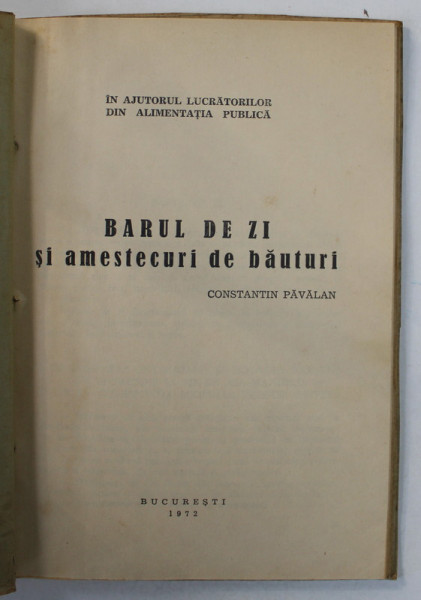 ÎN AJUTORUL LUCRĂTORILOR
DIN ALIMENTAȚIA PUBLICĂ
BARUL DE ZI
și amestecuri de băuturi
CONSTANTIN PĂVĂLAN
BUCUREȘTI
1972